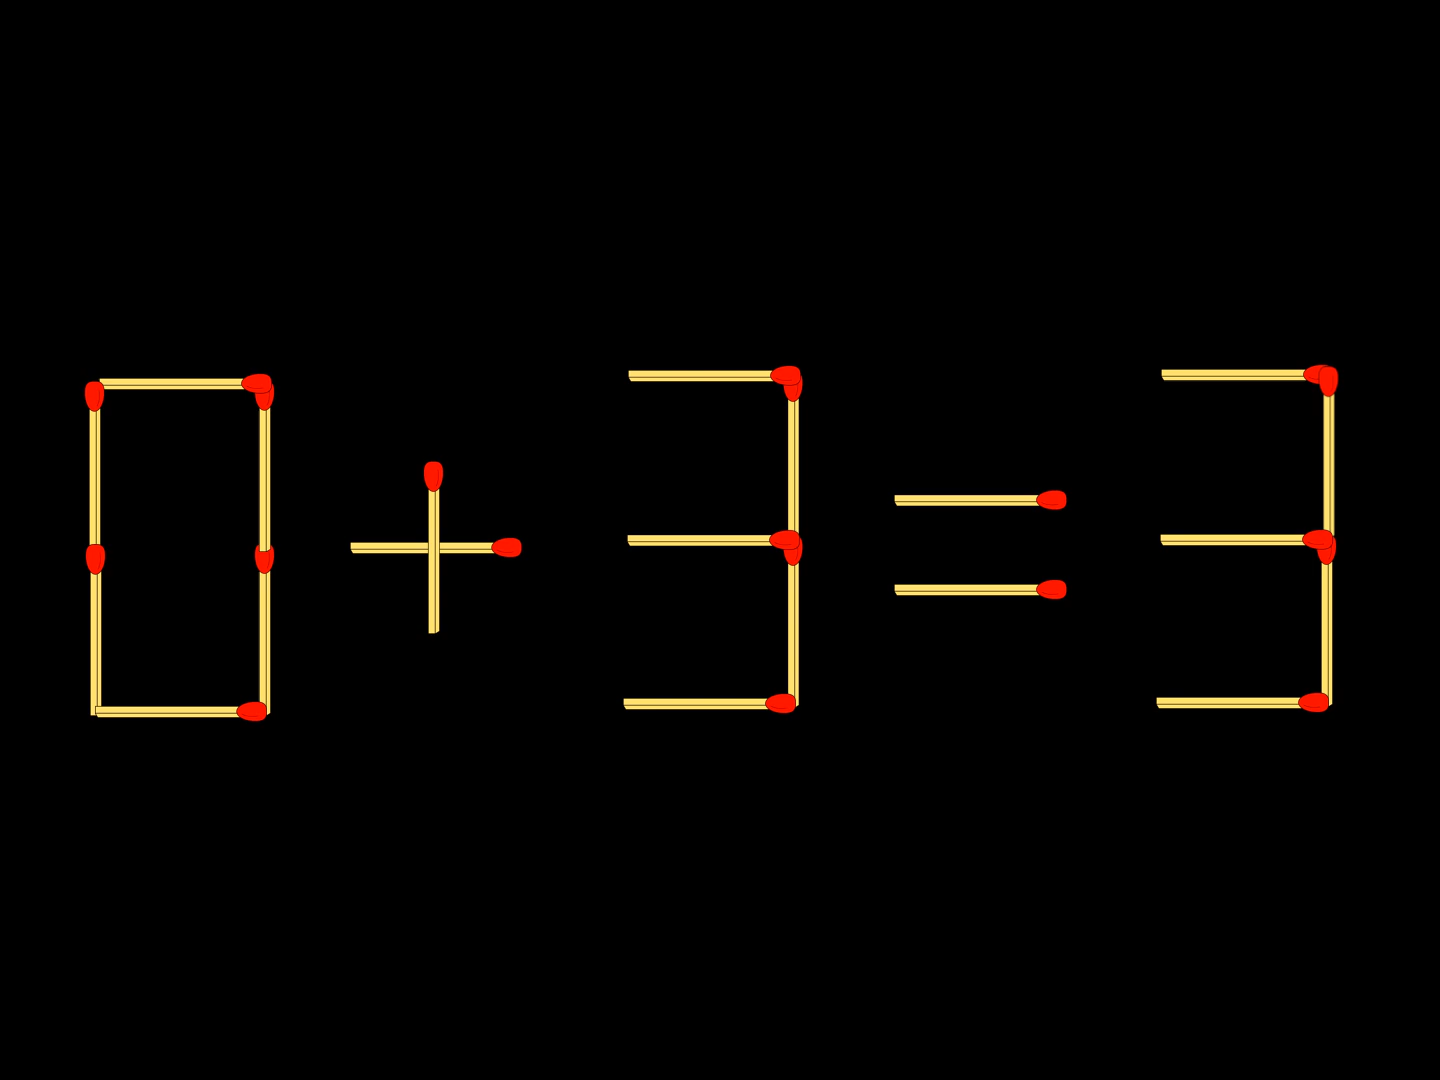 0 + 3 = 3